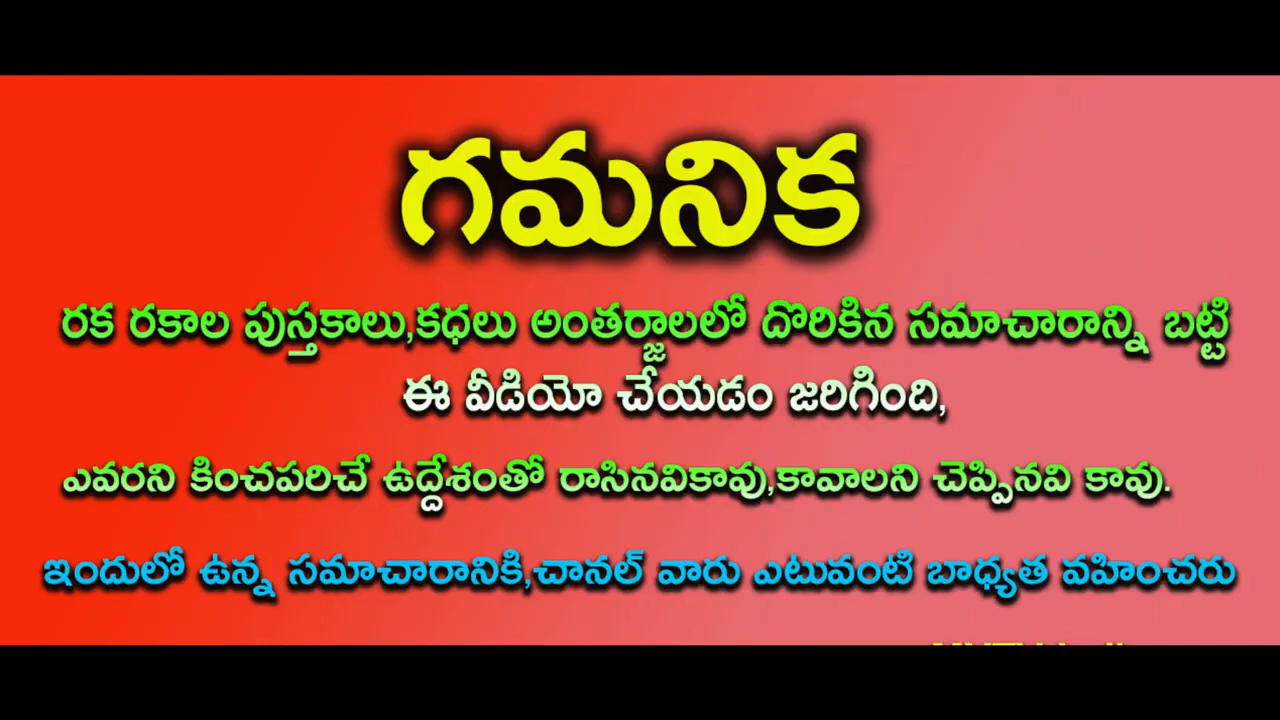 గమనిక
రక రకాల పుస్తకాలు,కధలు అంతర్జాలలో దొరికిన సమాచారాన్ని బట్టి
ఈ వీడియో చేయడం జరిగింది,
ఎవరని కించపరిచే ఉద్దేశంతో రాసినవికావు,కావాలని చెప్పినవి కావు.
ఇందులో ఉన్న సమాచారానికి,చానల్ వారు ఎటువంటి బాధ్యత వహించరు